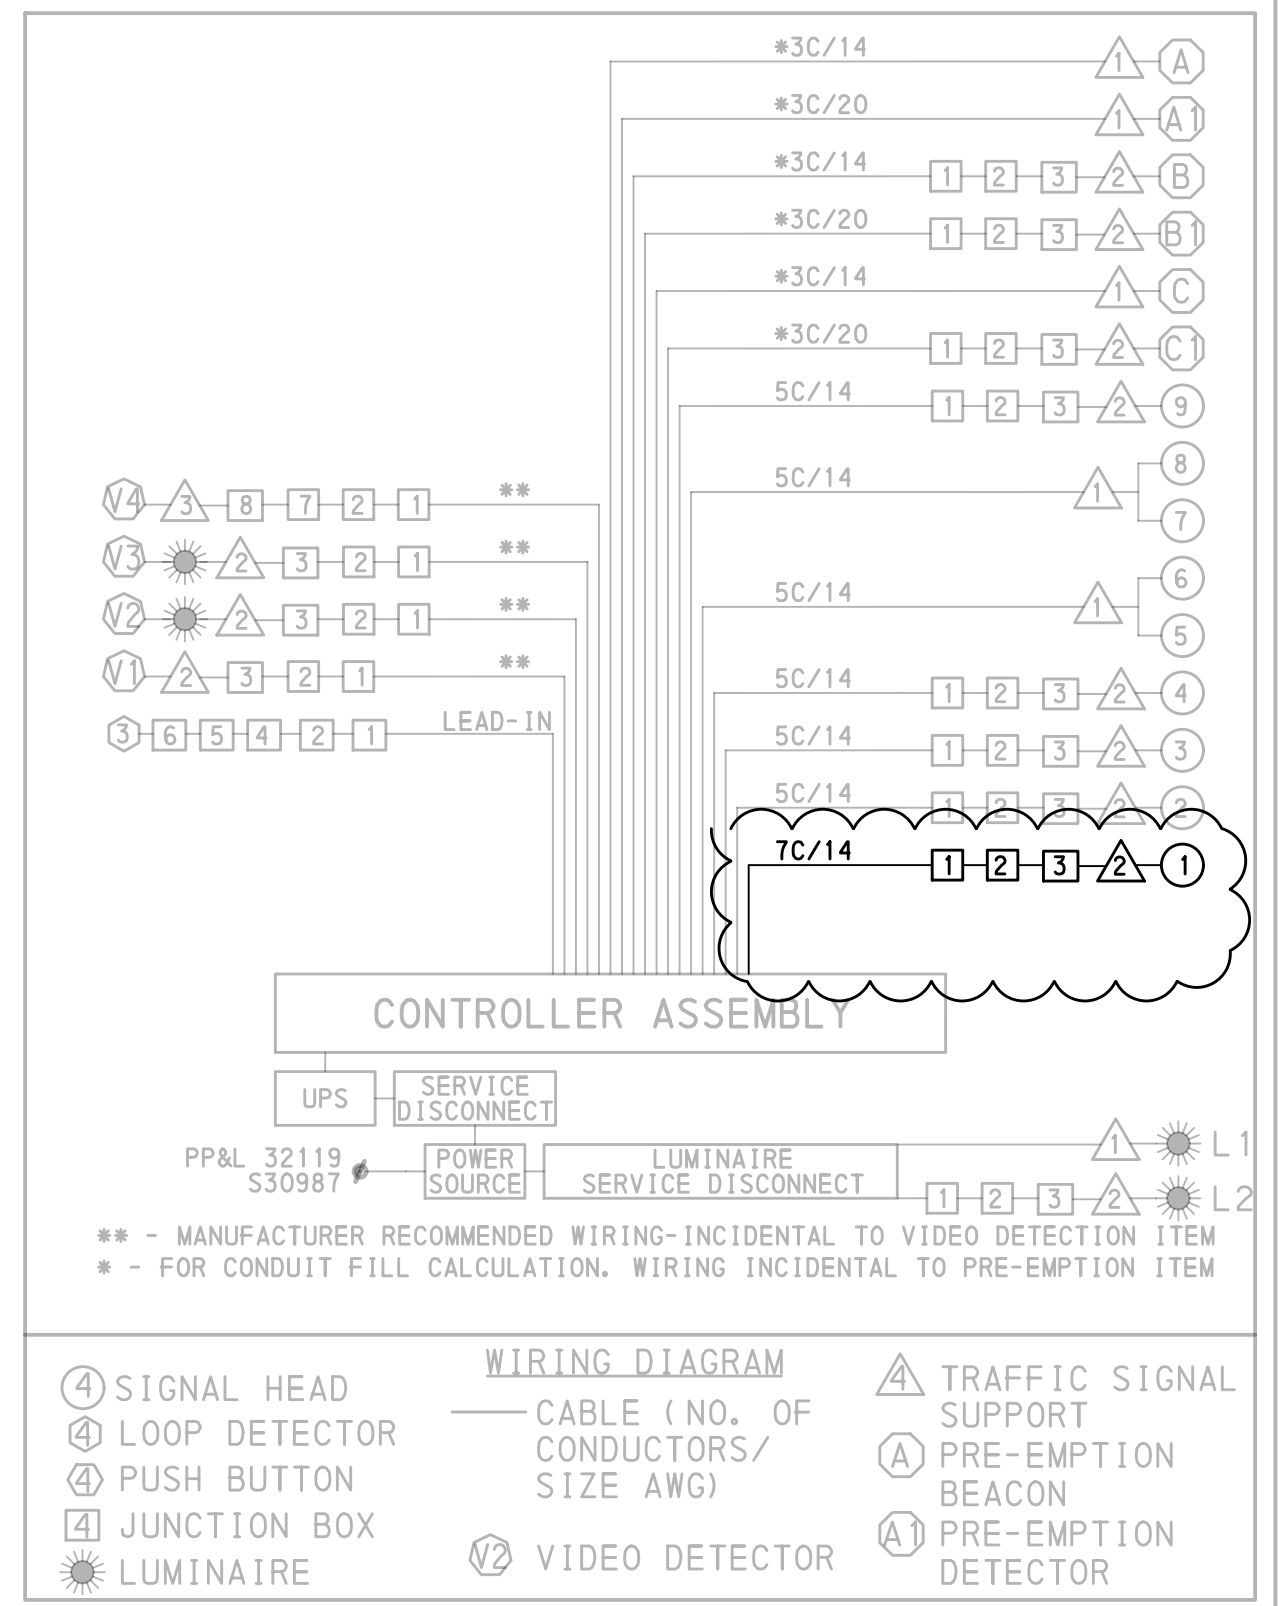 *3C/14 1 A
*3C/20 1 A1
*3C/14 1 2 3 2 B
*3C/20 1 2 3 2 B1
*3C/14 1 C
*3C/20 1 2 3 2 C1
5C/14 1 2 3 2 9
5C/14 1 8
7
5C/14 1 6
5
5C/14 1 2 3 2 4
5C/14 1 2 3 2 3
5C/14 1 2 3 2 2
7C/14 1 2 3 2 1
V4 3 8 7 2 1 **
V3 2 3 2 1 **
V2 2 3 2 1 **
V1 2 3 2 1 **
3 6 5 4 2 1 LEAD-IN
CONTROLLER ASSEMBLY
UPS
SERVICE
DISCONNECT
PP&L 32119
S30987
POWER
SOURCE
LUMINAIRE
SERVICE DISCONNECT
1 L1
1 2 3 2 L2
** - MANUFACTURER RECOMMENDED WIRING-INCIDENTAL TO VIDEO DETECTION ITEM
* - FOR CONDUIT FILL CALCULATION. WIRING INCIDENTAL TO PRE-EMPTION ITEM
4 SIGNAL HEAD
4 LOOP DETECTOR
4 PUSH BUTTON
4 JUNCTION BOX
LUMINAIRE
WIRING DIAGRAM
CABLE (NO. OF
CONDUCTORS/
SIZE AWG)
V2 VIDEO DETECTOR
4 TRAFFIC SIGNAL
SUPPORT
A PRE-EMPTION
BEACON
A1 PRE-EMPTION
DETECTOR